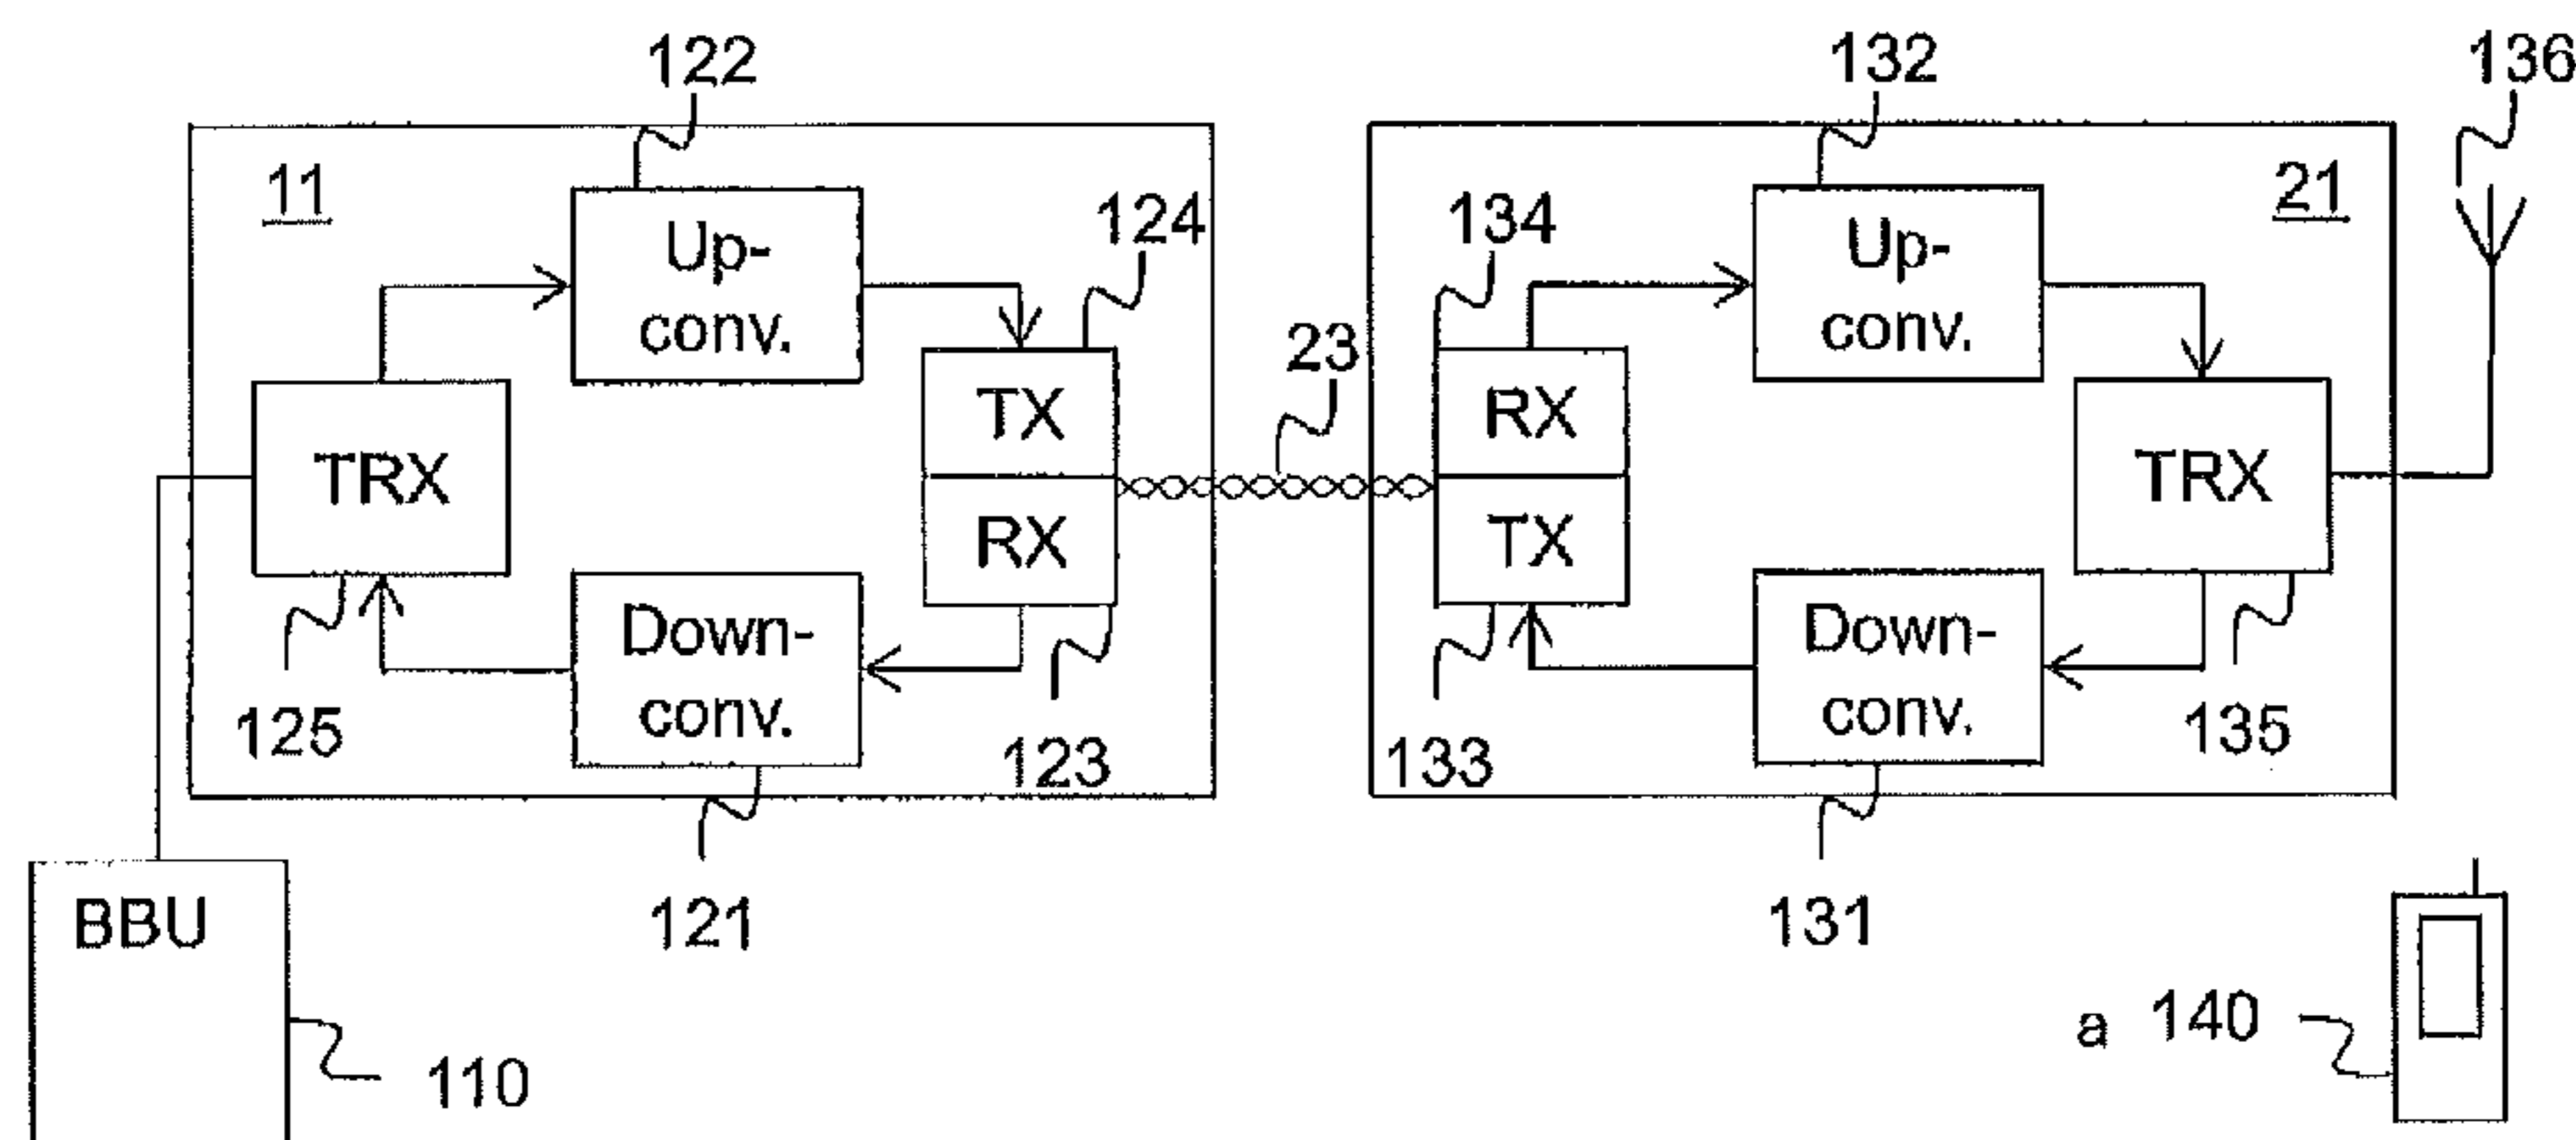 122
132
136
11
Up-
conv.
124
134
Up-
conv.
21
23
TX
RX
TRX
TRX
RX
TX
125
Down-
conv.
123
133
Down-
conv.
135
121
131
BBU
110
a 140